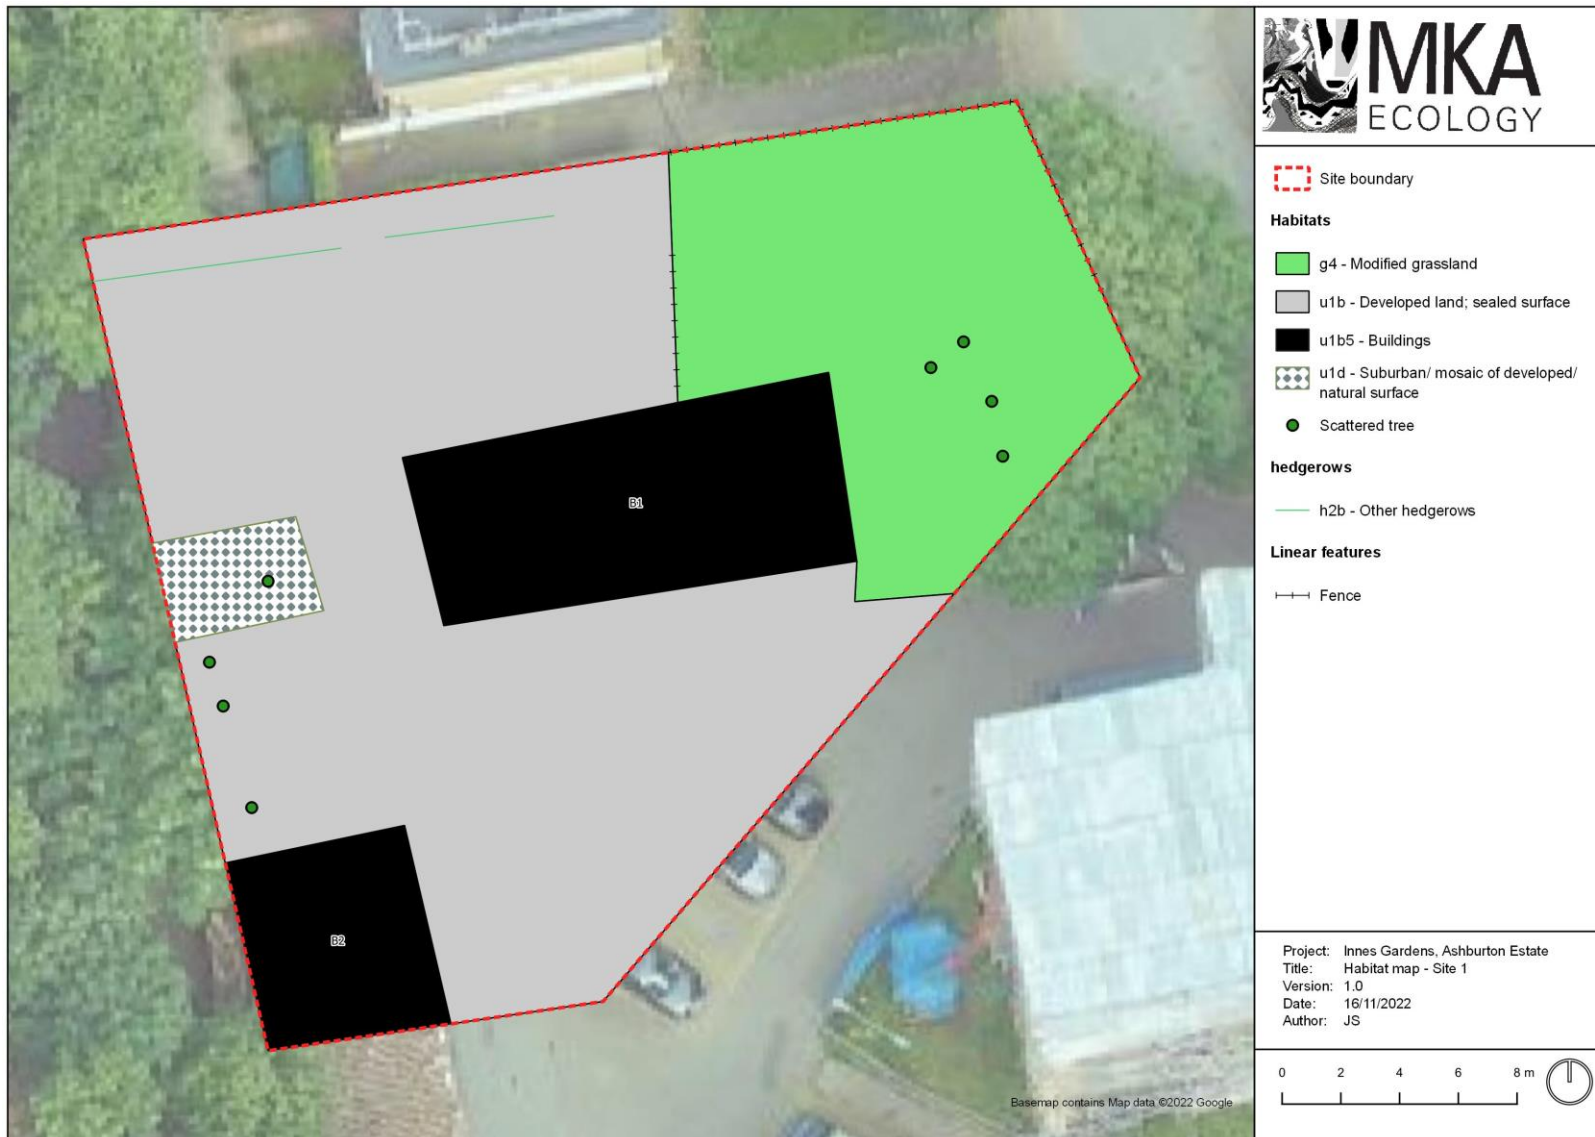 MKA
ECOLOGY
Site boundary
Habitats
g4 - Modified grassland
u1b - Developed land; sealed surface
u1b5 - Buildings
u1d - Suburban/ mosaic of developed/
natural surface
Scattered tree
hedgerows
h2b - Other hedgerows
Linear features
Fence
B1
B2
Project: Innes Gardens, Ashburton Estate
Title: Habitat map - Site 1
Version: 1.0
Date: 16/11/2022
Author: JS
0 2 4 6 8 m
Basemap contains Map data ©2022 Google